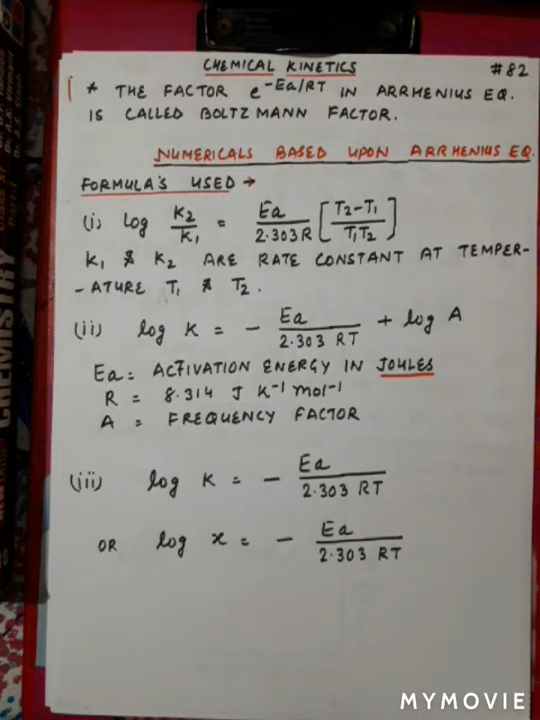 CHEMICAL KINETICS #82
* THE FACTOR e^-Ea/RT IN ARRHENIUS EQ.
IS CALLED BOLTZMANN FACTOR.
NUMERICALS BASED UPON ARRHENIUS EQ.
FORMULA'S USED →
(i) log K2/K1 = Ea/2.303R [T2-T1/T1T2]
K1 & K2 ARE RATE CONSTANT AT TEMPER-
-ATURE T1 & T2.
(ii) log K = - Ea/2.303 RT + log A
Ea = ACTIVATION ENERGY IN JOULES
R = 8.314 J K^-1 mol^-1
A = FREQUENCY FACTOR
(iii) log K = - Ea/2.303 RT
OR log x = - Ea/2.303 RT
CHEMISTRY
MYMOVIE